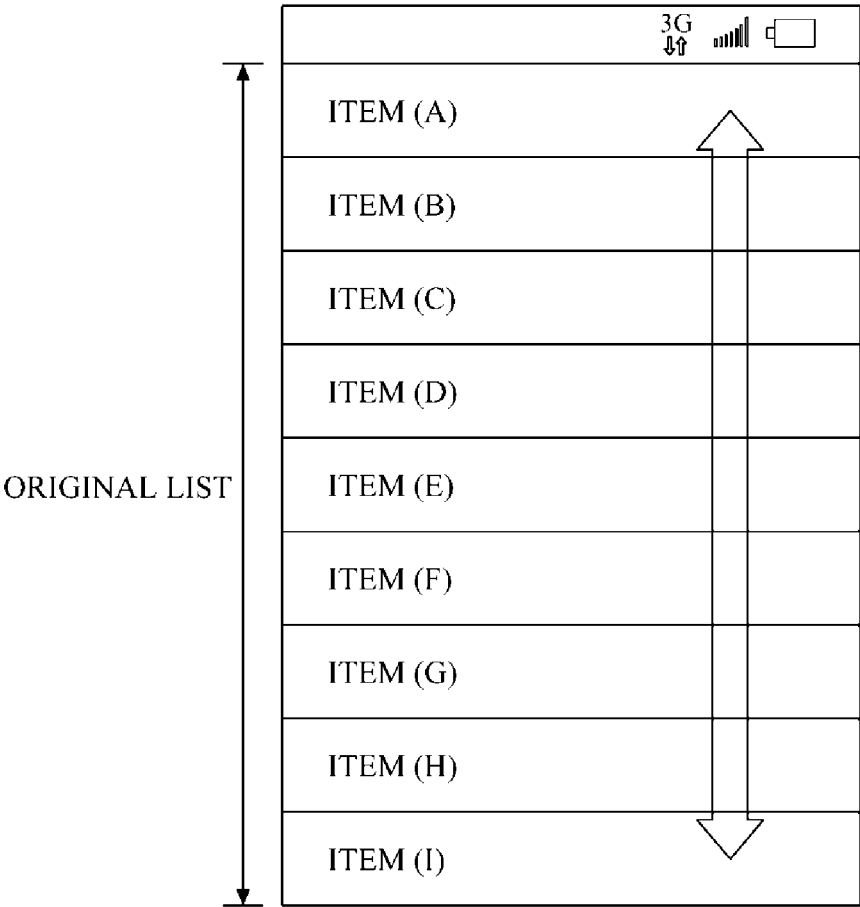 3G
ITEM (A)
ITEM (B)
ITEM (C)
ITEM (D)
ORIGINAL LIST
ITEM (E)
ITEM (F)
ITEM (G)
ITEM (H)
ITEM (I)